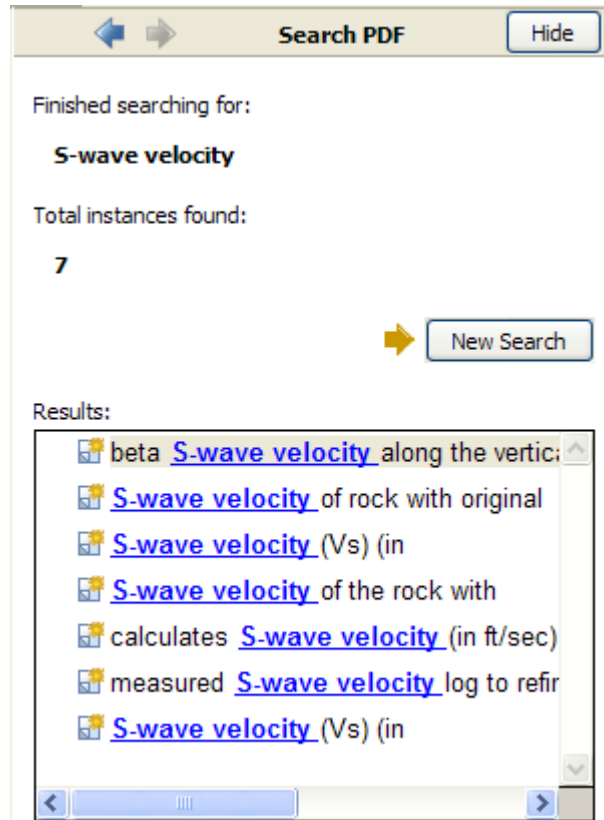 Search PDF Hide
Finished searching for:
S-wave velocity
Total instances found:
7
New Search
Results:
beta S-wave velocity along the vertica
S-wave velocity of rock with original
S-wave velocity (Vs) (in
S-wave velocity of the rock with
calculates S-wave velocity (in ft/sec)
measured S-wave velocity log to refin
S-wave velocity (Vs) (in